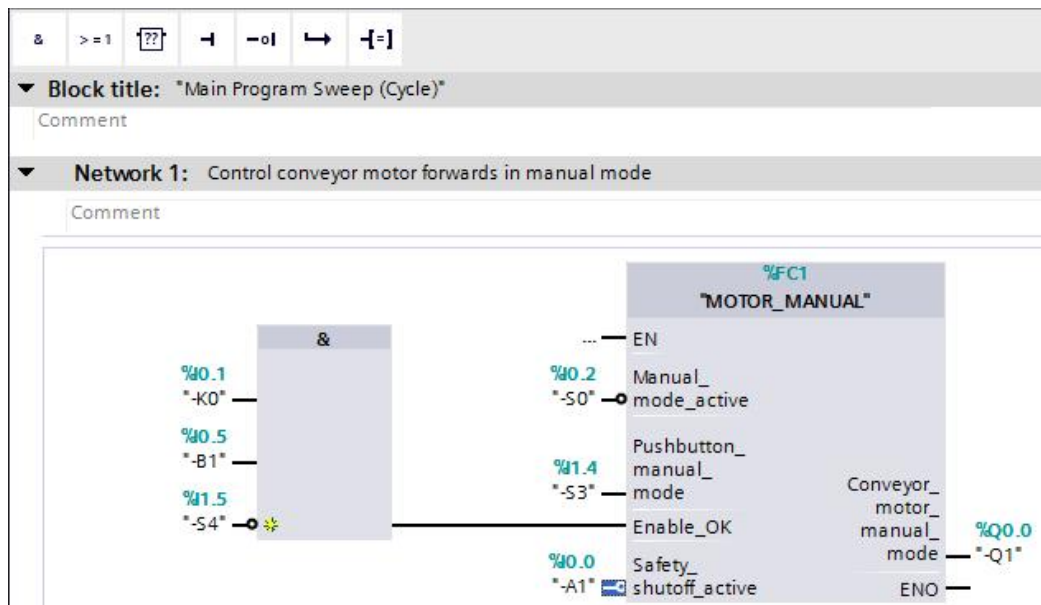 & >=1 ??
Block title: "Main Program Sweep (Cycle)"
Comment
Network 1: Control conveyor motor forwards in manual mode
Comment
%FC1
"MOTOR_MANUAL"
&
%I0.1
"-K0"
%I0.5
"-B1"
%I1.5
"-S4"
... EN
%I0.2
"-S0"
Manual_
mode_active
%I1.4
"-S3"
Pushbutton_
manual_
mode
Enable_OK
%I0.0
"-A1"
Safety_
shutoff_active
Conveyor_
motor_
manual_
mode
%Q0.0
"-Q1"
ENO